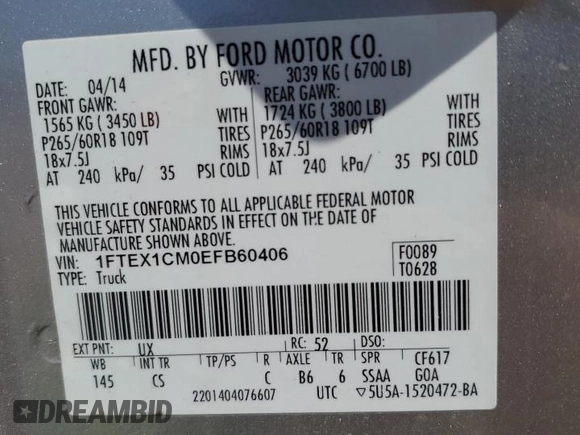 MFD. BY FORD MOTOR CO.
DATE: 04/14 GVWR: 3039 KG ( 6700 LB)
FRONT GAWR: REAR GAWR:
1565 KG ( 3450 LB) WITH 1724 KG ( 3800 LB) WITH
P265/60R18 109T TIRES P265/60R18 109T TIRES
18x7.5J RIMS 18x7.5J RIMS
AT 240 kPa/ 35 PSI COLD AT 240 kPa/ 35 PSI COLD
THIS VEHICLE CONFORMS TO ALL APPLICABLE FEDERAL MOTOR
VEHICLE SAFETY STANDARDS IN EFFECT ON THE DATE OF
MANUFACTURE SHOWN ABOVE.
VIN: 1FTEX1CM0EFB60406 F0089
TYPE: Truck T0628
EXT PNT: UX RC: 52 DSO:
WB INT TR TP/PS R AXLE TR SPR CF617
145 CS C B6 6 SSAA GOA
2201404076607 UTC ▽5U5A-1520472-BA
DREAMBID
find your dream car